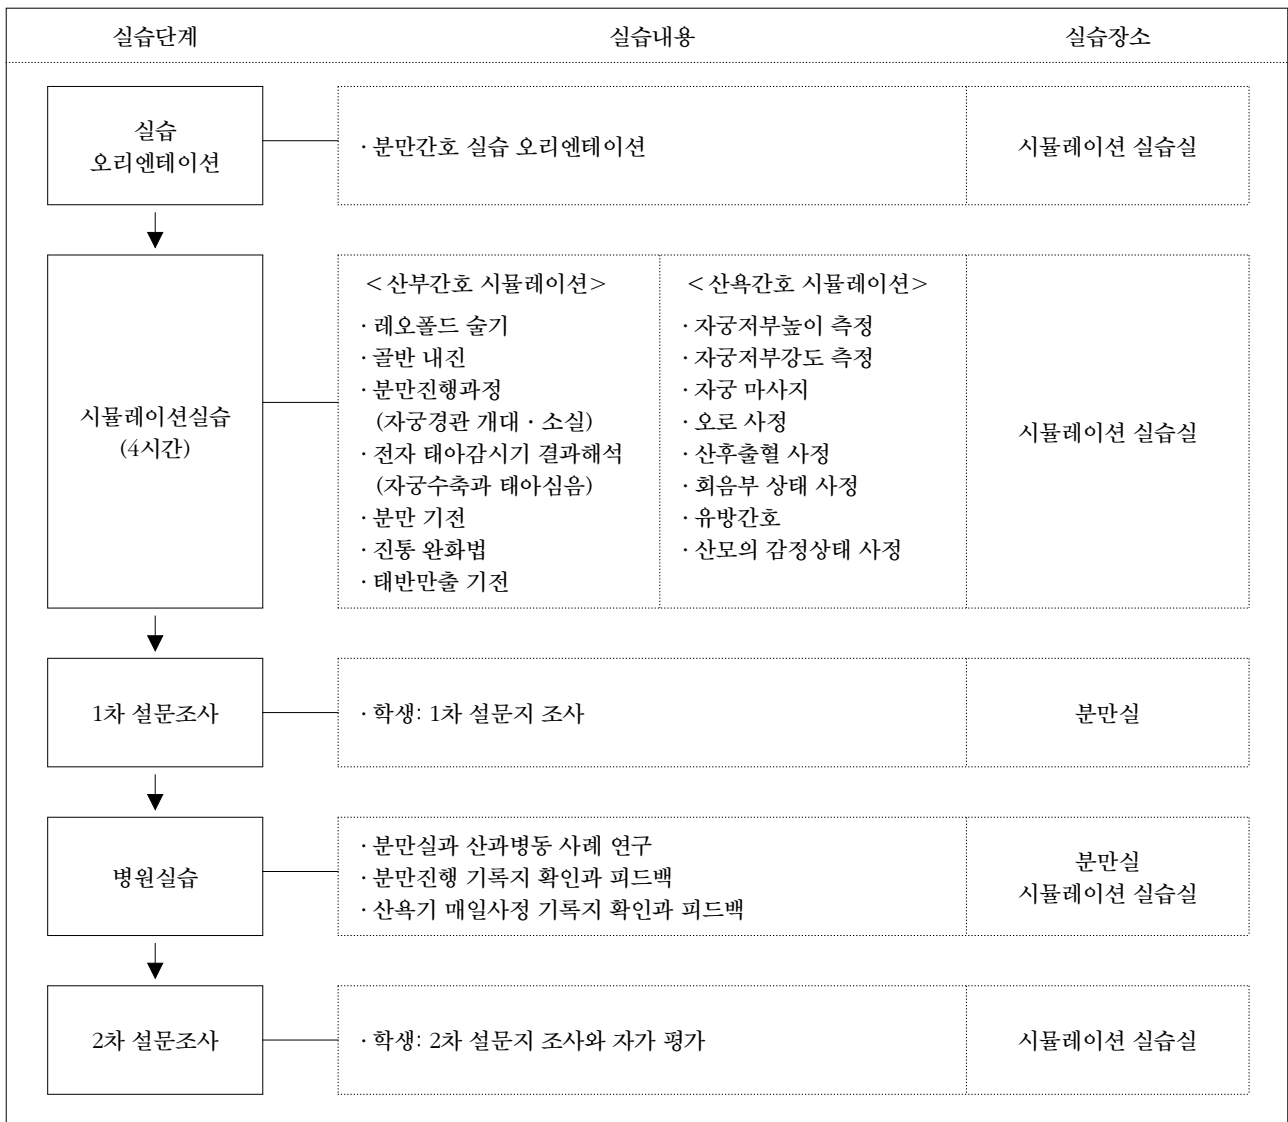 실습단계
실습내용
실습장소
실습
오리엔테이션
· 분만간호 실습 오리엔테이션
시뮬레이션 실습실
시뮬레이션실습
(4시간)
<산부간호 시뮬레이션>
· 레오폴드 술기
· 골반 내진
· 분만진행과정
(자궁경관 개대 · 소실)
· 전자 태아감시기 결과해석
(자궁수축과 태아심음)
· 분만 기전
· 진통 완화법
· 태반만출 기전
<산욕간호 시뮬레이션>
· 자궁저부높이 측정
· 자궁저부강도 측정
· 자궁 마사지
· 오로 사정
· 산후출혈 사정
· 회음부 상태 사정
· 유방간호
· 산모의 감정상태 사정
시뮬레이션 실습실
1차 설문조사
· 학생: 1차 설문지 조사
분만실
병원실습
· 분만실과 산과병동 사례 연구
· 분만진행 기록지 확인과 피드백
· 산욕기 매일사정 기록지 확인과 피드백
분만실
시뮬레이션 실습실
2차 설문조사
· 학생: 2차 설문지 조사와 자가 평가
시뮬레이션 실습실